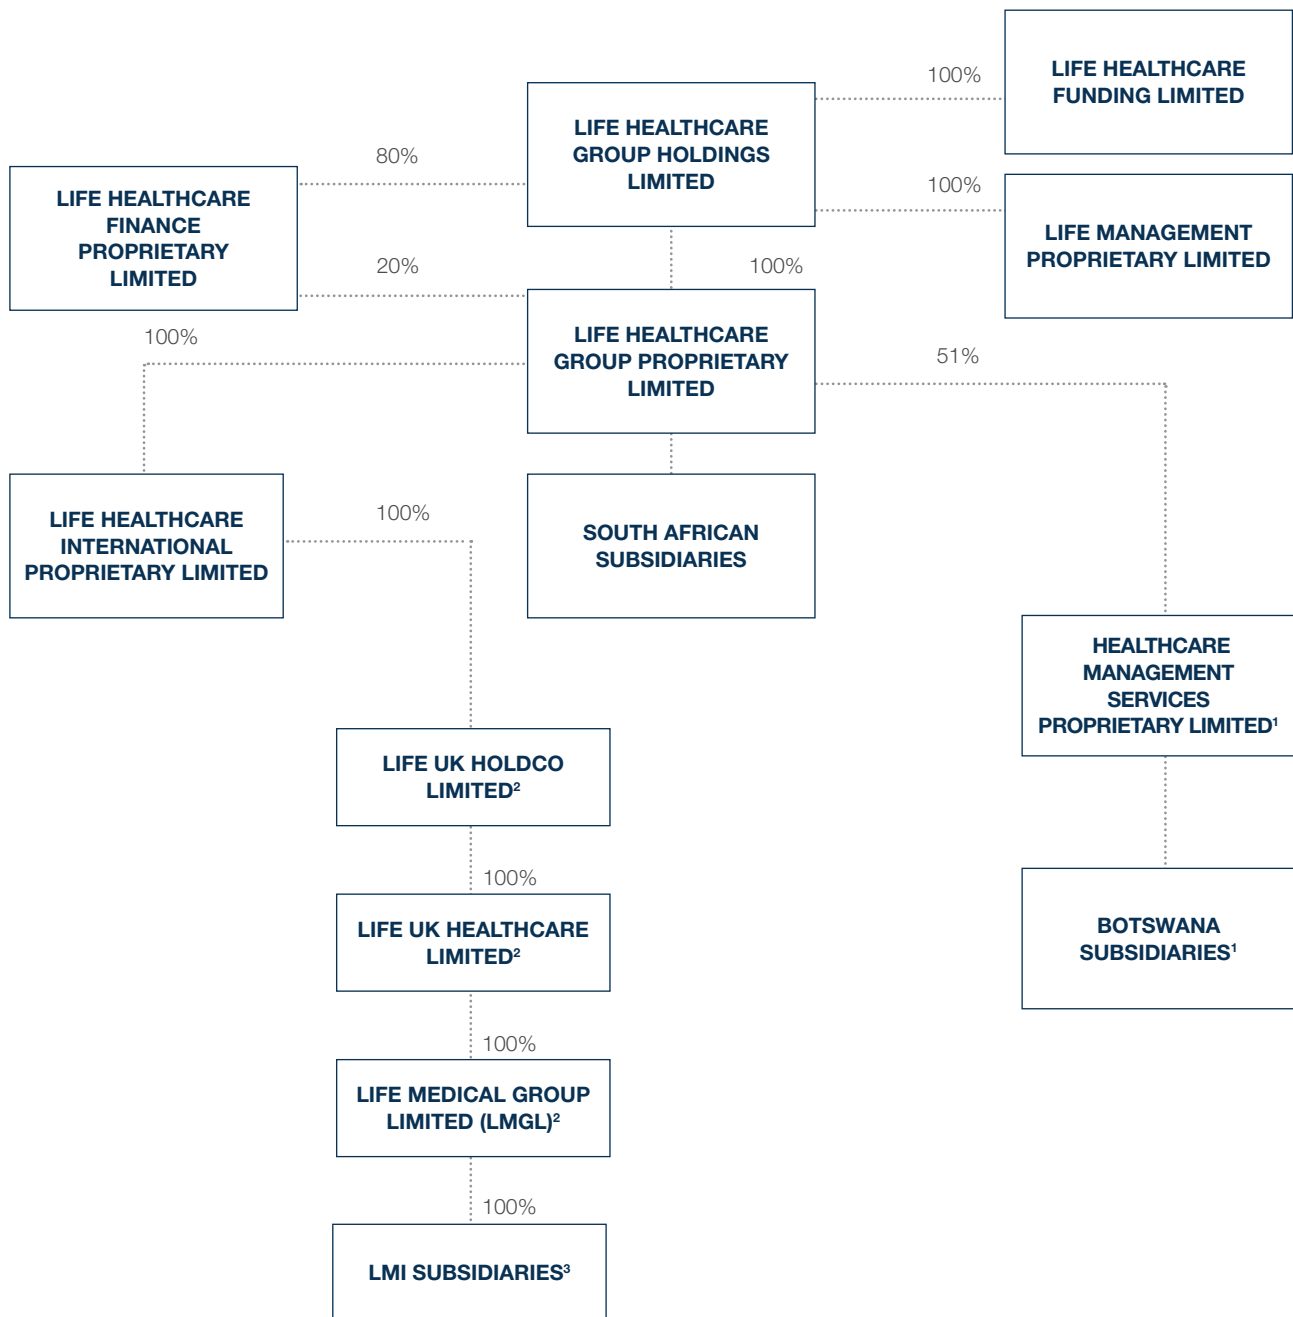 100%
LIFE HEALTHCARE
FUNDING LIMITED
LIFE HEALTHCARE
GROUP HOLDINGS
LIMITED
80%
100%
LIFE HEALTHCARE
FINANCE
PROPRIETARY
LIMITED
LIFE MANAGEMENT
PROPRIETARY LIMITED
20%
100%
100%
LIFE HEALTHCARE
GROUP PROPRIETARY
LIMITED
51%
LIFE HEALTHCARE
INTERNATIONAL
PROPRIETARY LIMITED
100%
SOUTH AFRICAN
SUBSIDIARIES
HEALTHCARE
MANAGEMENT
SERVICES
PROPRIETARY LIMITED¹
LIFE UK HOLDCO
LIMITED²
100%
LIFE UK HEALTHCARE
LIMITED²
BOTSWANA
SUBSIDIARIES¹
100%
LIFE MEDICAL GROUP
LIMITED (LMGL)²
100%
LMI SUBSIDIARIES³